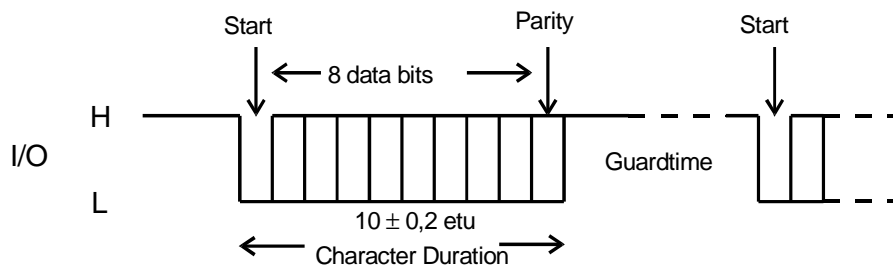 Start
Parity
Start
8 data bits
H
I/O
Guardtime
L
10 ± 0,2 etu
Character Duration